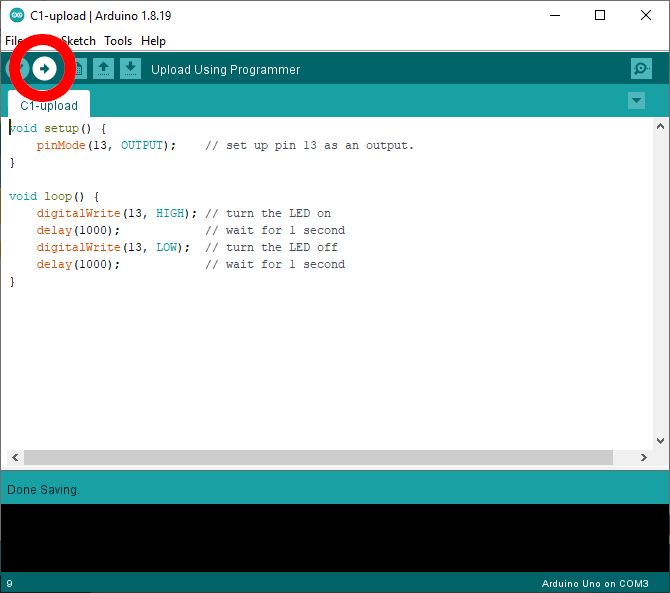 C1-upload | Arduino 1.8.19
File Sketch Tools Help
Upload Using Programmer
C1-upload
void setup() {
    pinMode(13, OUTPUT);    // set up pin 13 as an output.
}
void loop() {
    digitalWrite(13, HIGH); // turn the LED on
    delay(1000);            // wait for 1 second
    digitalWrite(13, LOW);  // turn the LED off
    delay(1000);            // wait for 1 second
}
Done Saving.
9 Arduino Uno on COM3